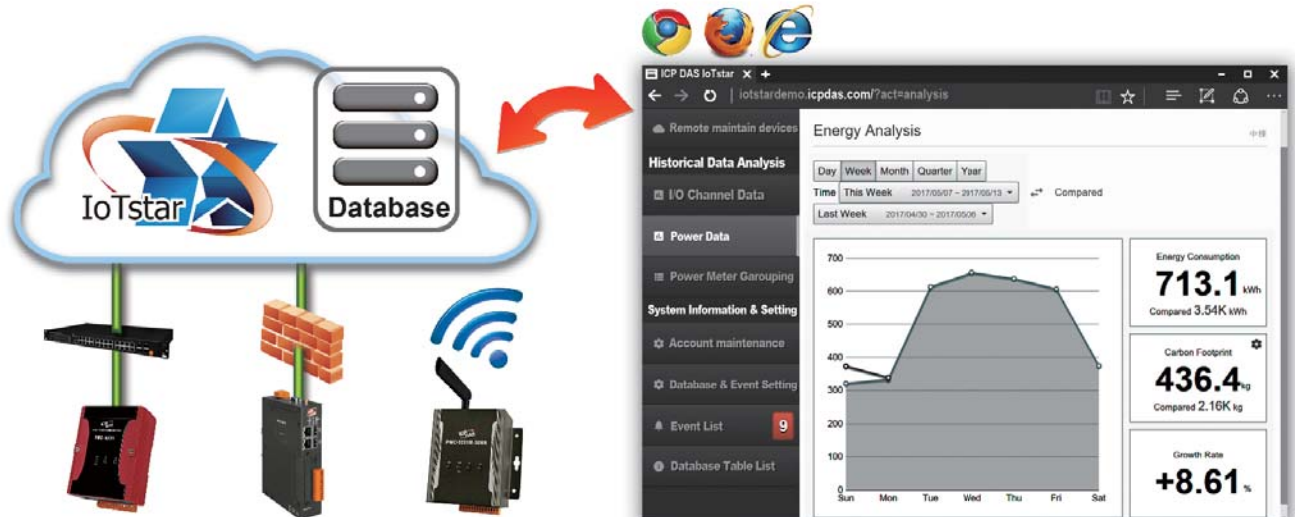 IoTstar
Database
ICP DAS IoTstar
iotstardemo.icpdas.com/?act=analysis
Remote maintain devices
Historical Data Analysis
I/O Channel Data
Power Data
Power Meter Garouping
System Information & Setting
Account maintenance
Database & Event Setting
Event List 9
Database Table List
Energy Analysis
Day Week Month Quarter Year
Time This Week 2017/05/07 ~ 2917/05/13
Compared
Last Week 2017/04/30 ~ 2017/05/06
700
600
500
400
300
200
100
0
Sun Mon Tue Wed Thu Fri Sat
Energy Consumption
713.1 kWh
Compared 3.54K kWh
Carbon Footprint
436.4 kg
Compared 2.16K kg
Growth Rate
+8.61 %